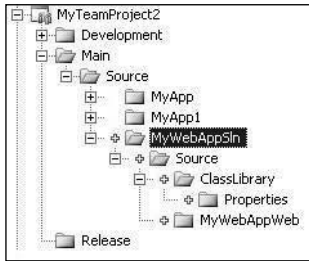 MyTeamProject2
Development
Main
Source
MyApp
MyApp1
MyWebAppSln
Source
ClassLibrary
Properties
MyWebAppWeb
Release